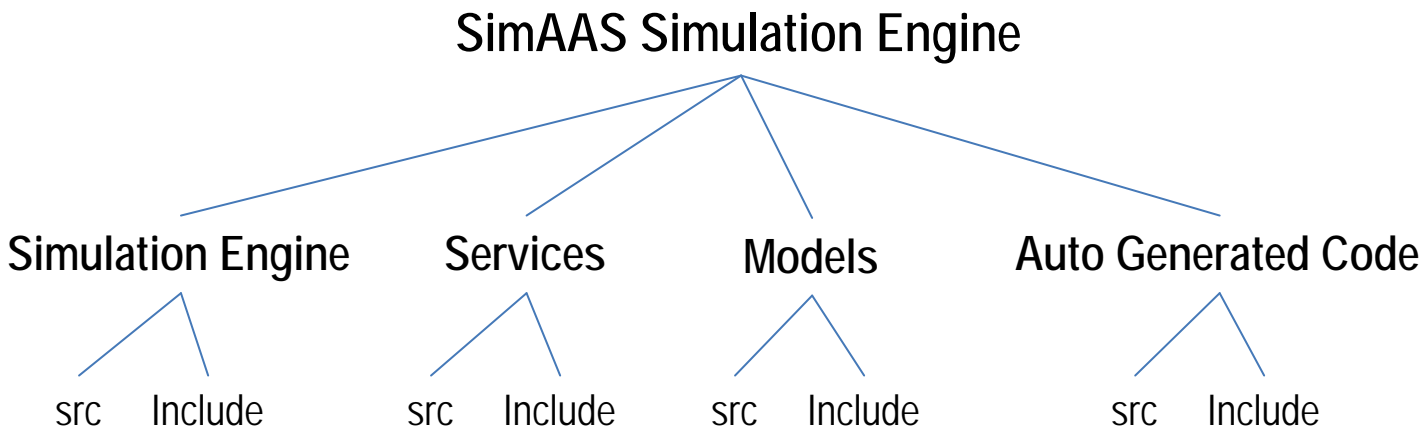 SimAAS Simulation Engine
Simulation Engine Services Models Auto Generated Code
src Include src Include src Include src Include